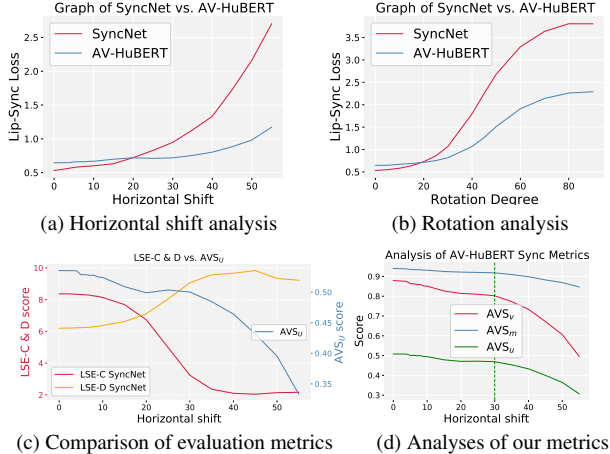 Graph of SyncNet vs. AV-HuBERT
SyncNet
AV-HuBERT
Lip-Sync Loss
2.5
2.0
1.5
1.0
0.5
0 10 20 30 40 50
Horizontal Shift
(a) Horizontal shift analysis
Graph of SyncNet vs. AV-HuBERT
SyncNet
AV-HuBERT
Lip-Sync Loss
3.5
3.0
2.5
2.0
1.5
1.0
0.5
0 20 40 60 80
Rotation Degree
(b) Rotation analysis
LSE-C & D vs. AVSU
LSE-C & D score
10
8
6
4
2
AVSU
LSE-C SyncNet
LSE-D SyncNet
0.50
0.45
0.40
0.35
AVSU score
0 10 20 30 40 50
Horizontal shift
(c) Comparison of evaluation metrics
Analysis of AV-HuBERT Sync Metrics
Score
0.9
0.8
0.7
0.6
0.5
0.4
0.3
AVSv
AVSm
AVSu
0 10 20 30 40 50
Horizontal shift
(d) Analyses of our metrics